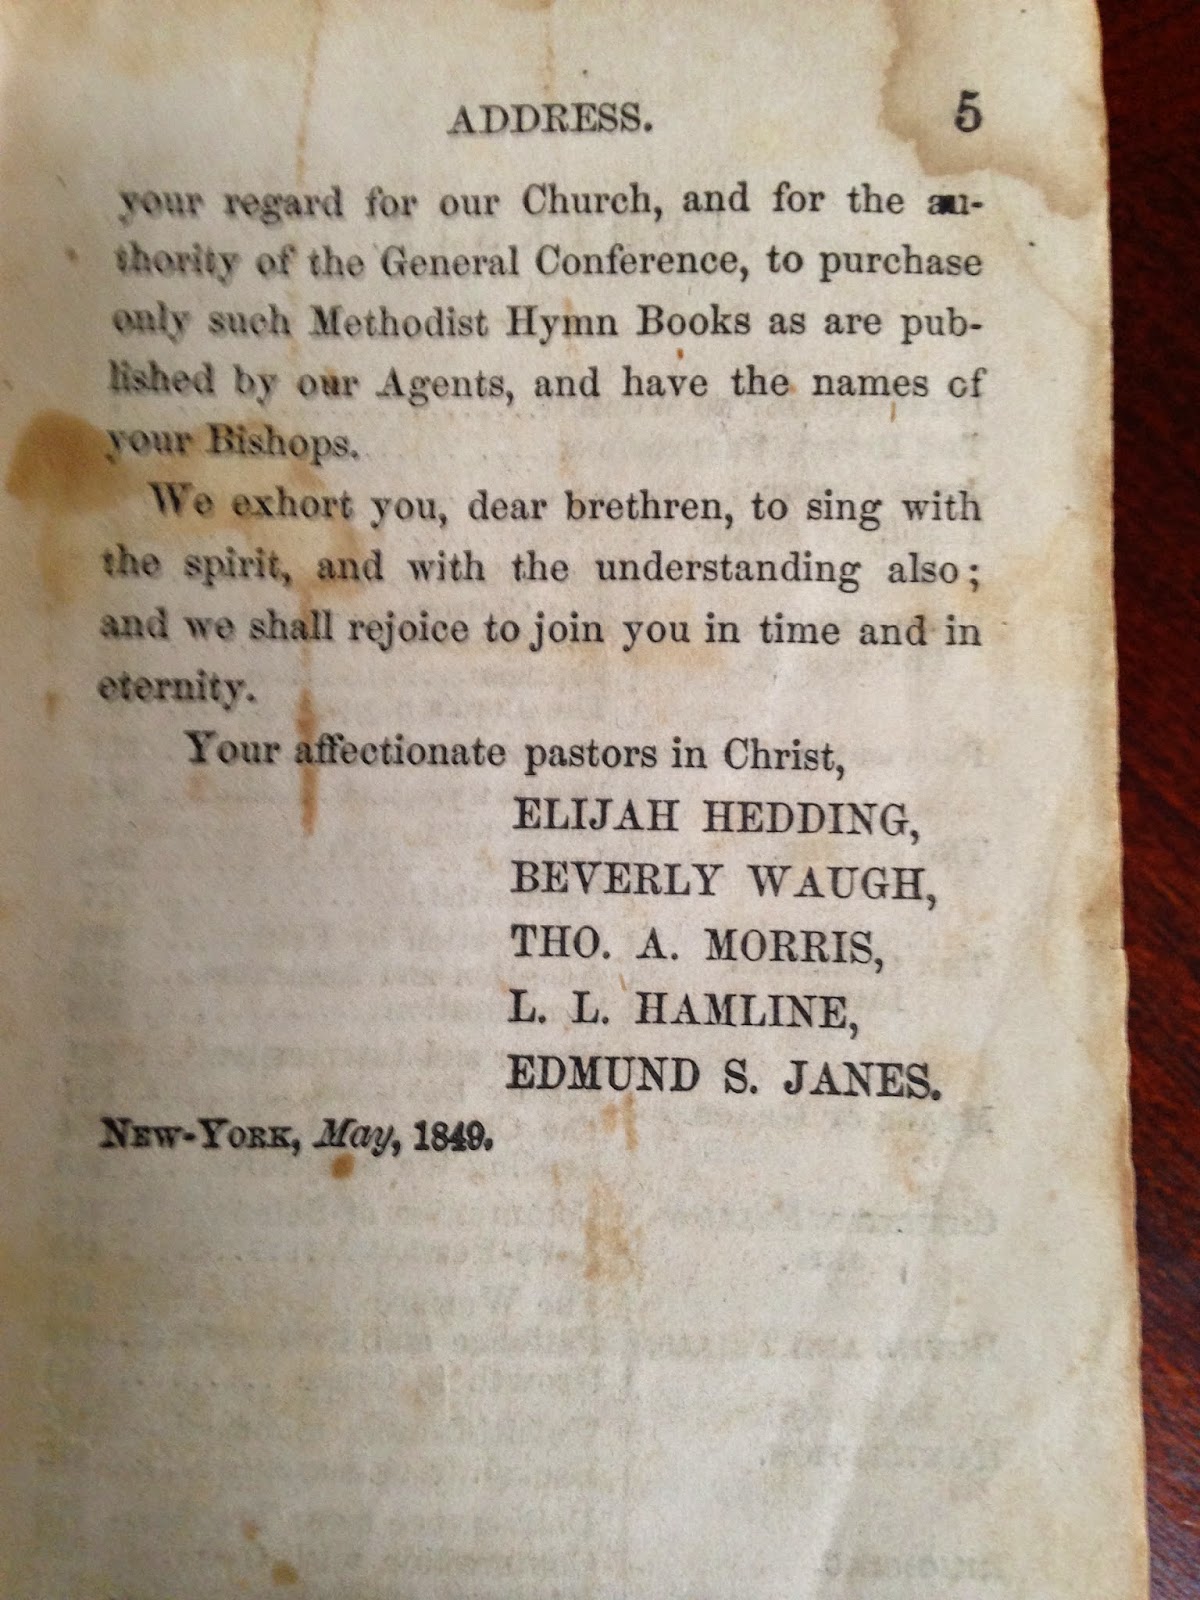 ADDRESS. 5
your regard for our Church, and for the au-
thority of the General Conference, to purchase
only such Methodist Hymn Books as are pub-
lished by our Agents, and have the names of
your Bishops.
We exhort you, dear brethren, to sing with
the spirit, and with the understanding also;
and we shall rejoice to join you in time and in
eternity.
Your affectionate pastors in Christ,
ELIJAH HEDDING,
BEVERLY WAUGH,
THO. A. MORRIS,
L. L. HAMLINE,
EDMUND S. JANES.
NEW-YORK, May, 1849.